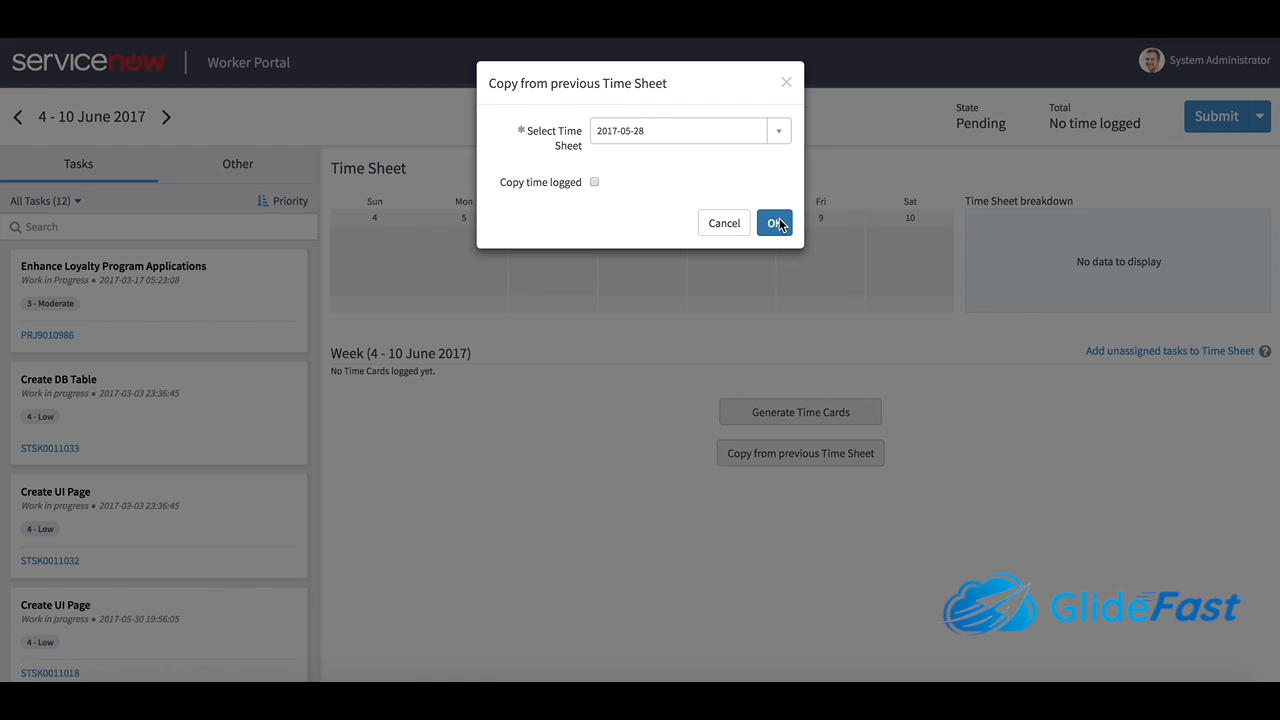 servicenow
Worker Portal
System Administrator
4 - 10 June 2017
State
Pending
Total
No time logged
Submit
Copy from previous Time Sheet
* Select Time
Sheet
2017-05-28
Copy time logged
Cancel
OK
Tasks
Other
All Tasks (12)
Priority
Search
Enhance Loyalty Program Applications
Work in Progress • 2017-03-17 05:23:08
3 - Moderate
PRJ9010986
Create DB Table
Work in progress • 2017-03-03 23:36:45
4 - Low
STSK0011033
Create UI Page
Work in progress • 2017-03-03 23:36:45
4 - Low
STSK0011032
Create UI Page
Work in progress • 2017-05-30 19:56:05
4 - Low
STSK0011018
Time Sheet
Sun
Mon
Fri
Sat
4
5
9
10
Time Sheet breakdown
No data to display
Week (4 - 10 June 2017)
Add unassigned tasks to Time Sheet ?
No Time Cards logged yet.
Generate Time Cards
Copy from previous Time Sheet
GlideFast